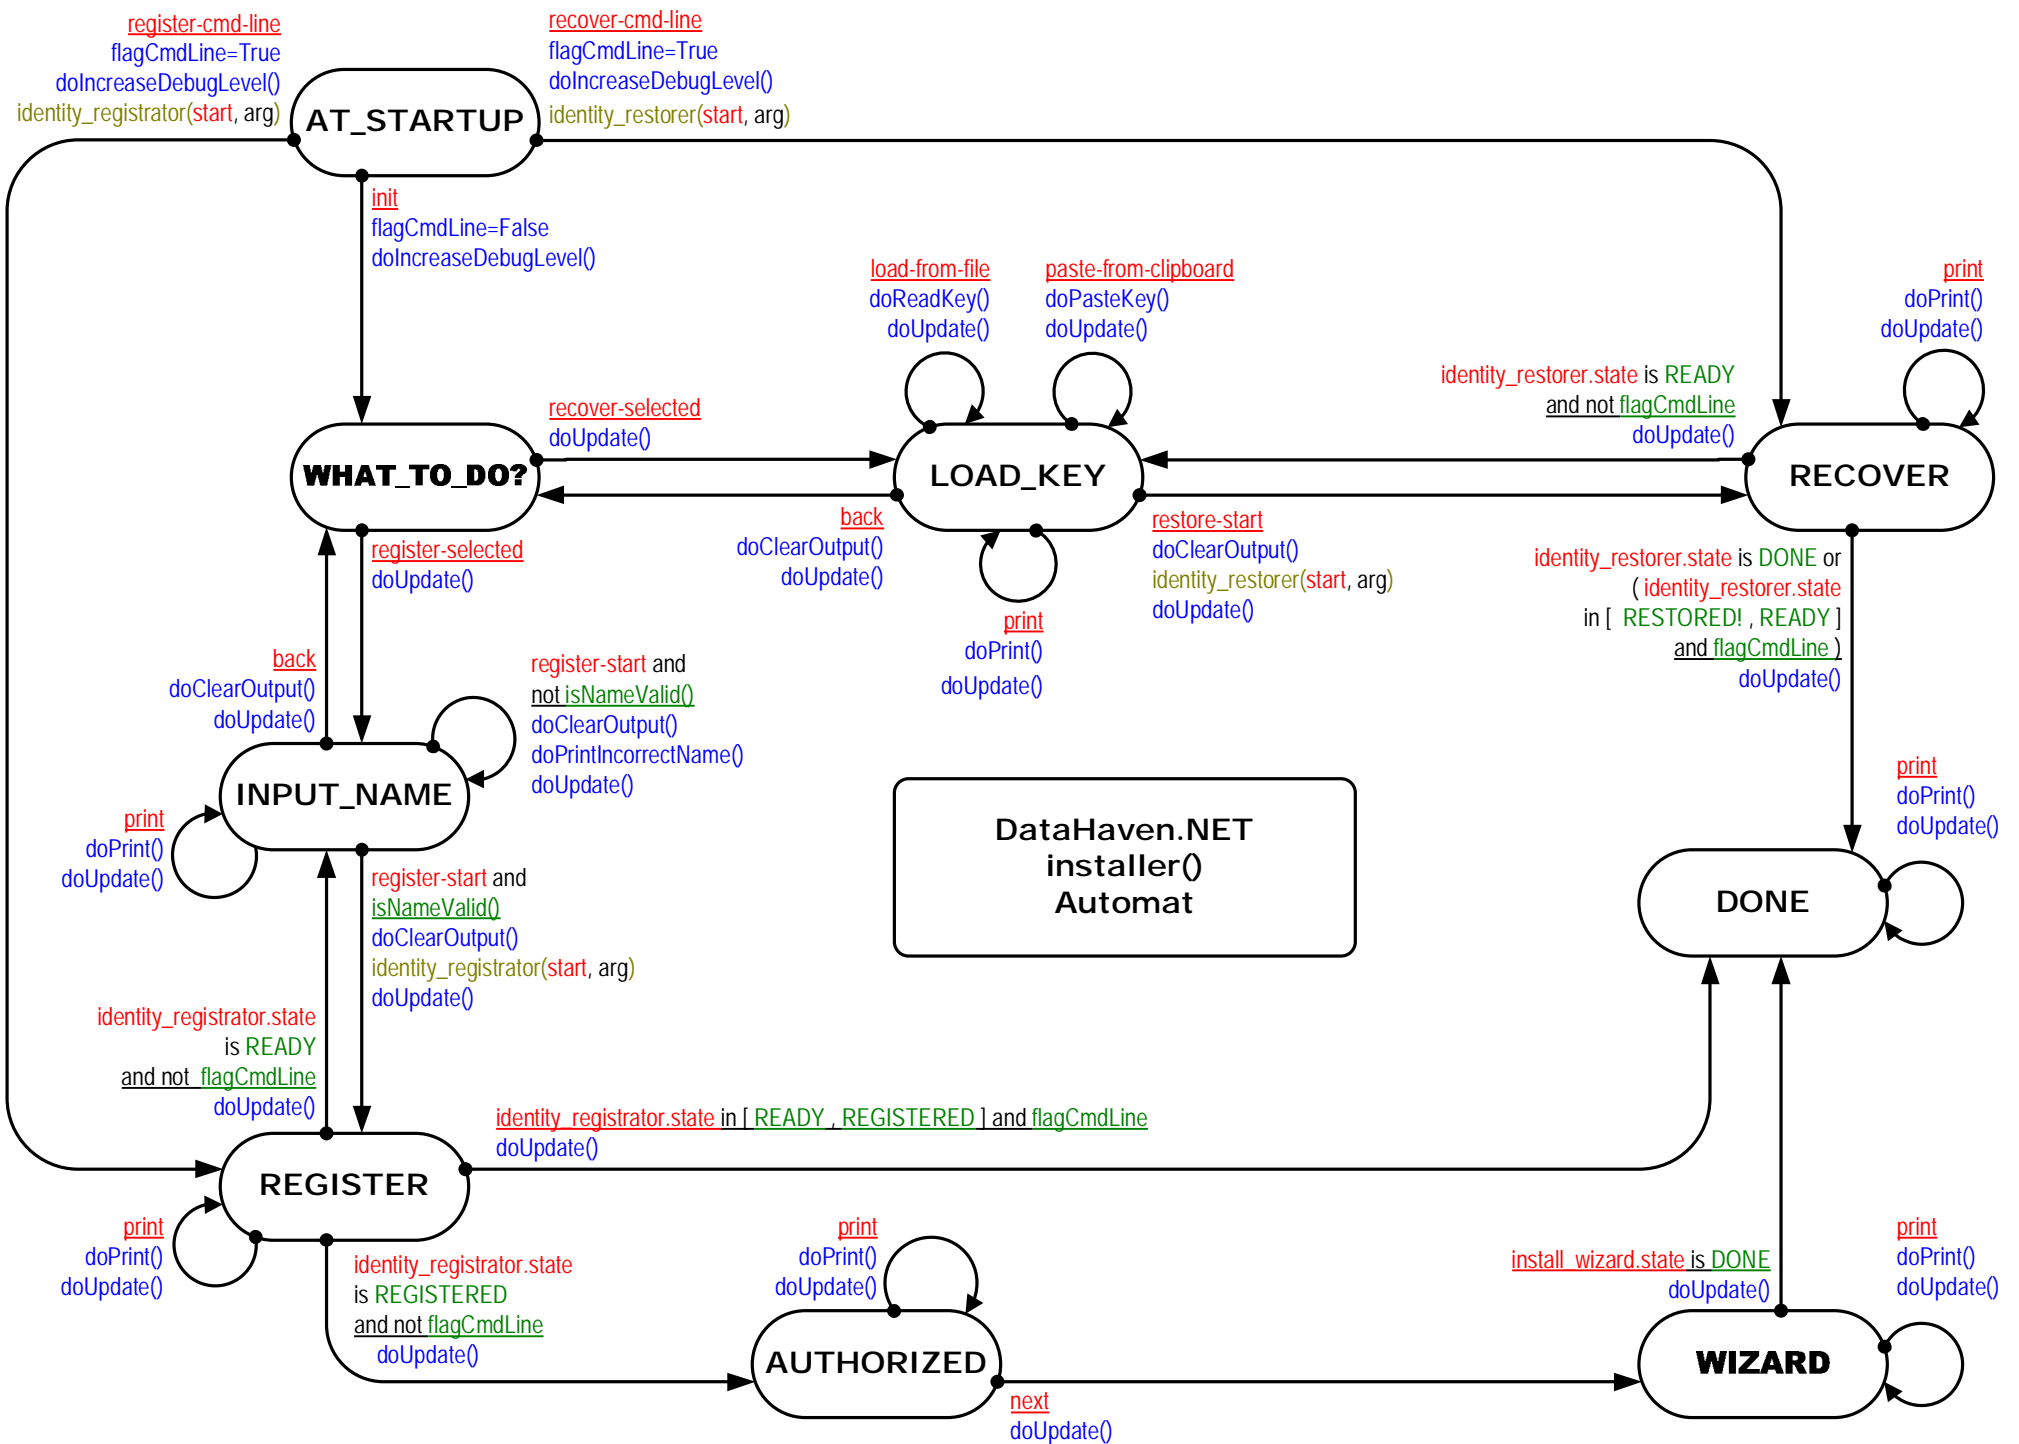 register-cmd-line
flagCmdLine=True
doIncreaseDebugLevel()
identity_registrator(start, arg)
recover-cmd-line
flagCmdLine=True
doIncreaseDebugLevel()
identity_restorer(start, arg)
AT_STARTUP
init
flagCmdLine=False
doIncreaseDebugLevel()
load-from-file
doReadKey()
doUpdate()
paste-from-clipboard
doPasteKey()
doUpdate()
print
doPrint()
doUpdate()
identity_restorer.state is READY
and not flagCmdLine
doUpdate()
recover-selected
doUpdate()
WHAT_TO_DO?
LOAD_KEY
RECOVER
back
doClearOutput()
doUpdate()
restore-start
doClearOutput()
identity_restorer(start, arg)
doUpdate()
register-selected
doUpdate()
identity_restorer.state is DONE or
( identity_restorer.state
in [ RESTORED! , READY ]
and flagCmdLine )
doUpdate()
print
doPrint()
doUpdate()
back
doClearOutput()
doUpdate()
register-start and
not isNameValid()
doClearOutput()
doPrintIncorrectName()
doUpdate()
INPUT_NAME
print
doPrint()
doUpdate()
DataHaven.NET
installer()
Automat
print
doPrint()
doUpdate()
DONE
register-start and
isNameValid()
doClearOutput()
identity_registrator(start, arg)
doUpdate()
identity_registrator.state
is READY
and not flagCmdLine
doUpdate()
identity_registrator.state in [ READY , REGISTERED ] and flagCmdLine
doUpdate()
REGISTER
print
doPrint()
doUpdate()
identity_registrator.state
is REGISTERED
and not flagCmdLine
doUpdate()
print
doPrint()
doUpdate()
AUTHORIZED
next
doUpdate()
install_wizard.state is DONE
doUpdate()
print
doPrint()
doUpdate()
WIZARD